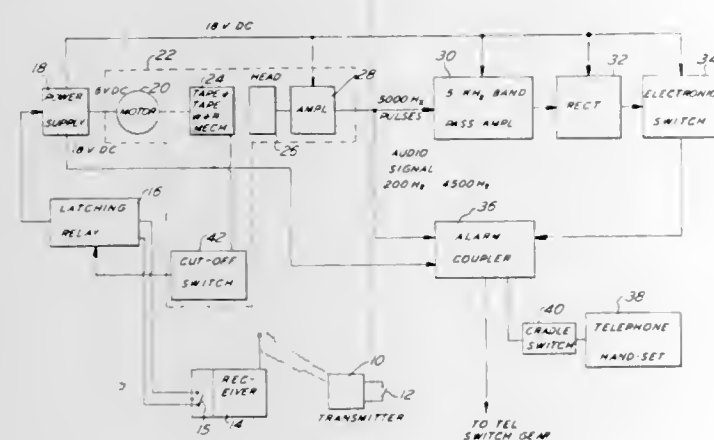 18 V DC
22
18
POWER
SUPPLY
6V DC
20
MOTOR
24
TAPE +
TAPE
W+R
MECH
HEAD
26
28
AMPL
5000 Hz
PULSES
30
5 KHz BAND
PASS AMPL
32
RECT
34
ELECTRONIC
SWITCH
18 V DC
AUDIO
SIGNAL
200 Hz 4500 Hz
16
LATCHING
RELAY
42
CUT-OFF
SWITCH
36
ALARM
COUPLER
40
CRADLE
SWITCH
38
TELEPHONE
HAND-SET
REC-
EIVER
15
14
10
12
TRANSMITTER
TO TEL
SWITCH GEAR